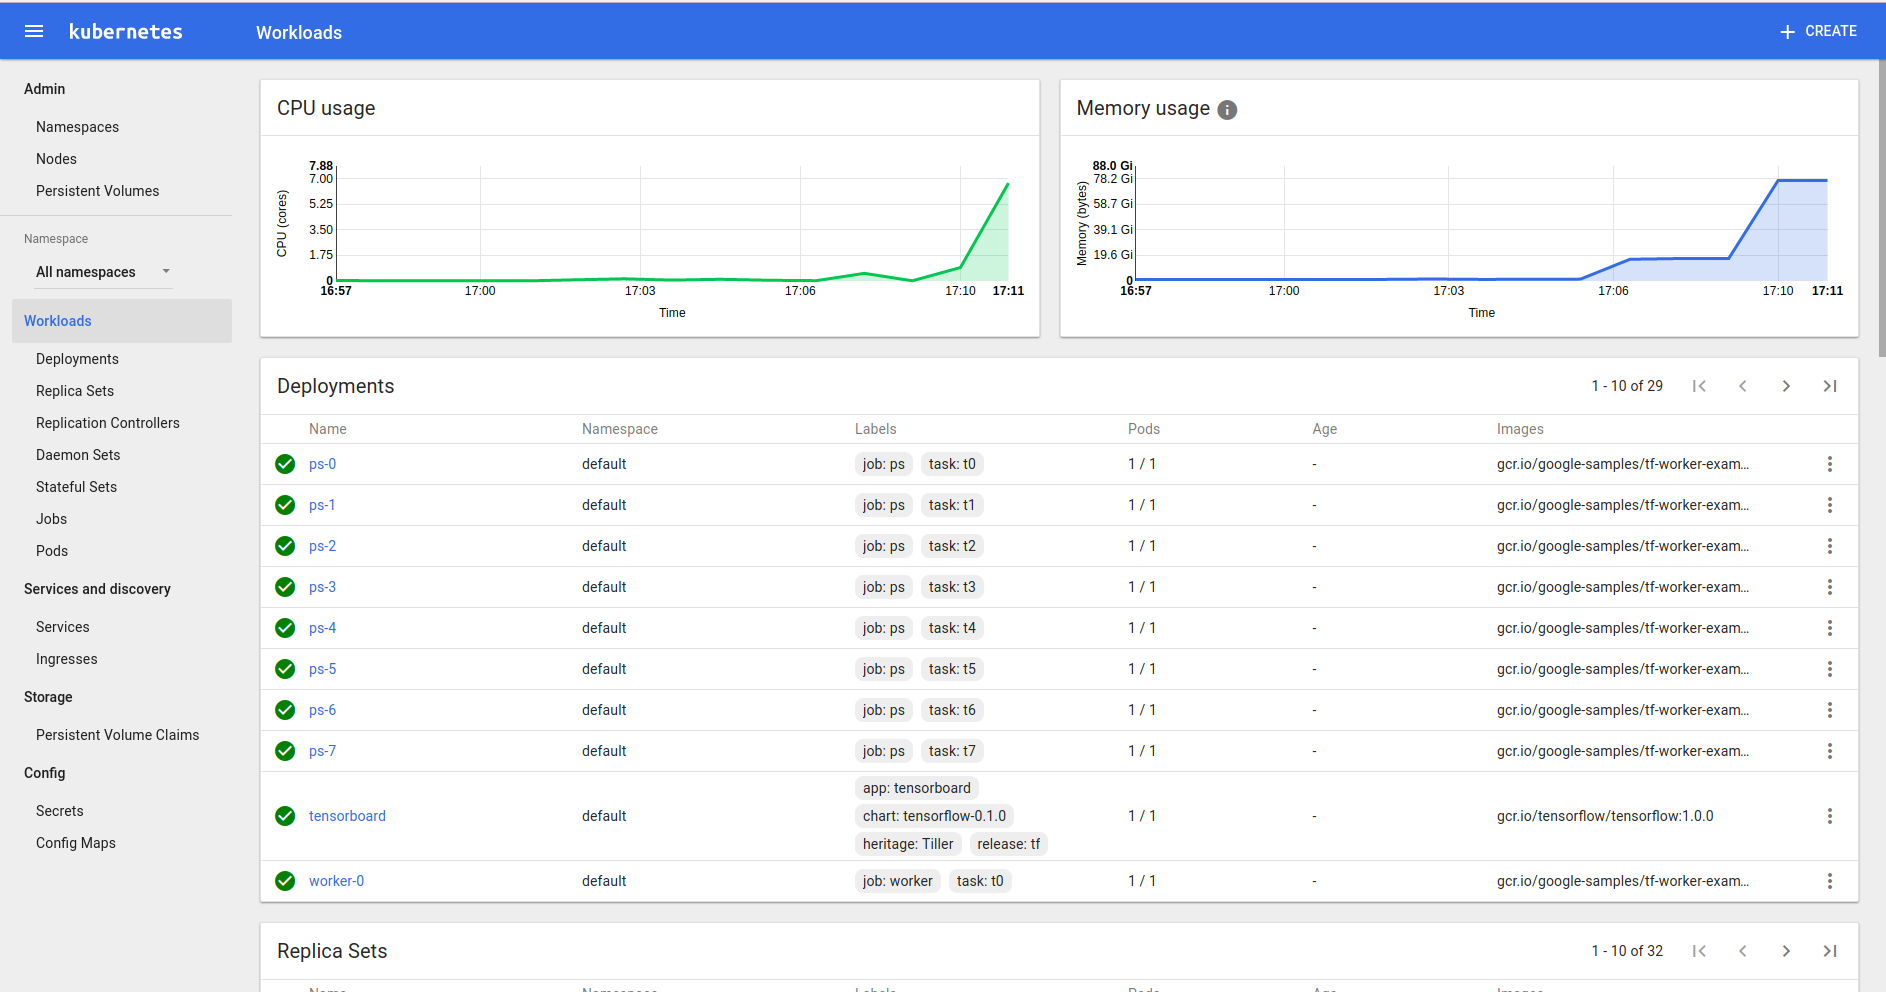 kubernetes
Workloads
CREATE
Admin
Namespaces
Nodes
Persistent Volumes
Namespace
All namespaces
Workloads
Deployments
Replica Sets
Replication Controllers
Daemon Sets
Stateful Sets
Jobs
Pods
Services and discovery
Services
Ingresses
Storage
Persistent Volume Claims
Config
Secrets
Config Maps
CPU usage
CPU (cores)
7.88
7.00
5.25
3.50
1.75
0
16:57 17:00 17:03 17:06 17:10 17:11
Time
Memory usage
Memory (bytes)
88.0 Gi
78.2 Gi
58.7 Gi
39.1 Gi
19.6 Gi
0
16:57 17:00 17:03 17:06 17:10 17:11
Time
Deployments 1 - 10 of 29
Name Namespace Labels Pods Age Images
ps-0 default job: ps task: t0 1 / 1 - gcr.io/google-samples/tf-worker-exam...
ps-1 default job: ps task: t1 1 / 1 - gcr.io/google-samples/tf-worker-exam...
ps-2 default job: ps task: t2 1 / 1 - gcr.io/google-samples/tf-worker-exam...
ps-3 default job: ps task: t3 1 / 1 - gcr.io/google-samples/tf-worker-exam...
ps-4 default job: ps task: t4 1 / 1 - gcr.io/google-samples/tf-worker-exam...
ps-5 default job: ps task: t5 1 / 1 - gcr.io/google-samples/tf-worker-exam...
ps-6 default job: ps task: t6 1 / 1 - gcr.io/google-samples/tf-worker-exam...
ps-7 default job: ps task: t7 1 / 1 - gcr.io/google-samples/tf-worker-exam...
app: tensorboard
tensorboard default chart: tensorflow-0.1.0 1 / 1 - gcr.io/tensorflow/tensorflow:1.0.0
heritage: Tiller release: tf
worker-0 default job: worker task: t0 1 / 1 - gcr.io/google-samples/tf-worker-exam...
Replica Sets 1 - 10 of 32
Name Namespace Labels Pods Age Images